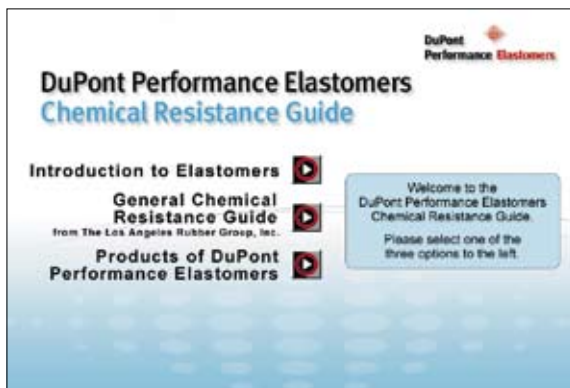 DuPont
Performance Elastomers
DuPont Performance Elastomers
Chemical Resistance Guide
Introduction to Elastomers
General Chemical
Resistance Guide
from The Los Angeles Rubber Group, Inc.
Products of DuPont
Performance Elastomers
Welcome to the
DuPont Performance Elastomers
Chemical Resistance Guide.
Please select one of the
three options to the left.